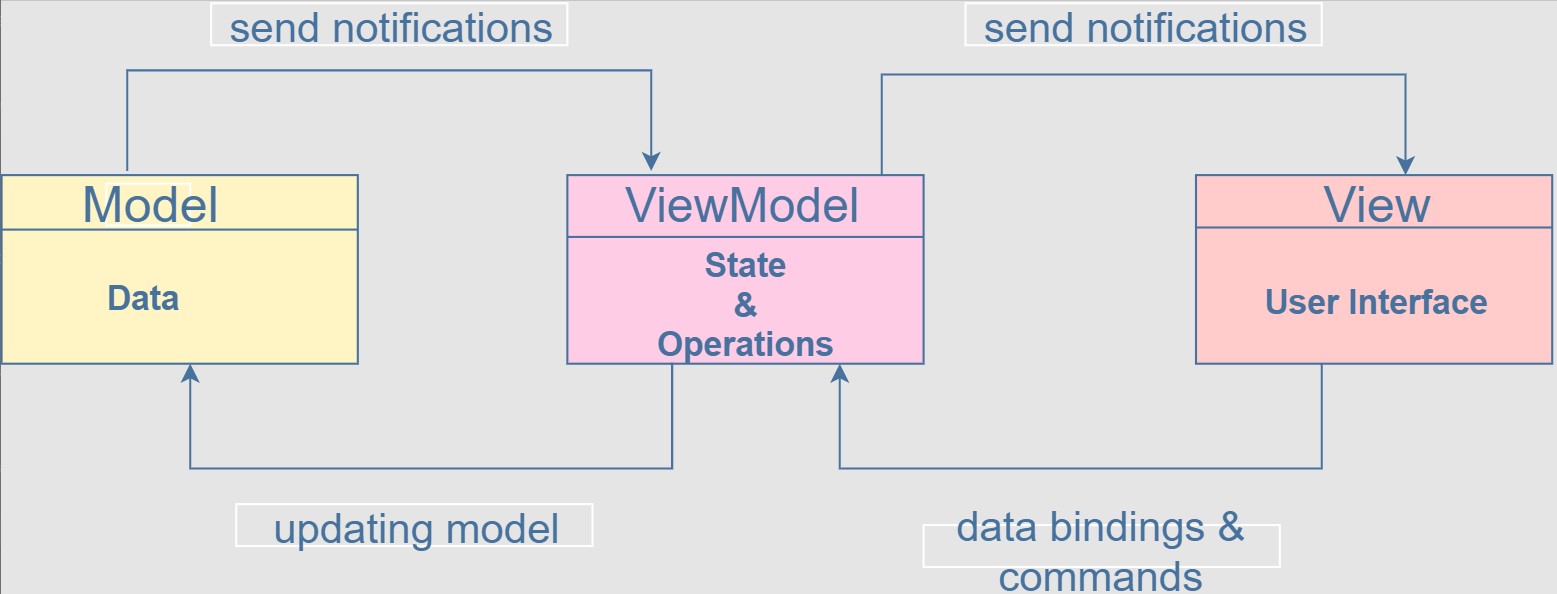 send notifications
send notifications
Model
ViewModel
View
Data
State
&
Operations
User Interface
updating model
data bindings &
commands